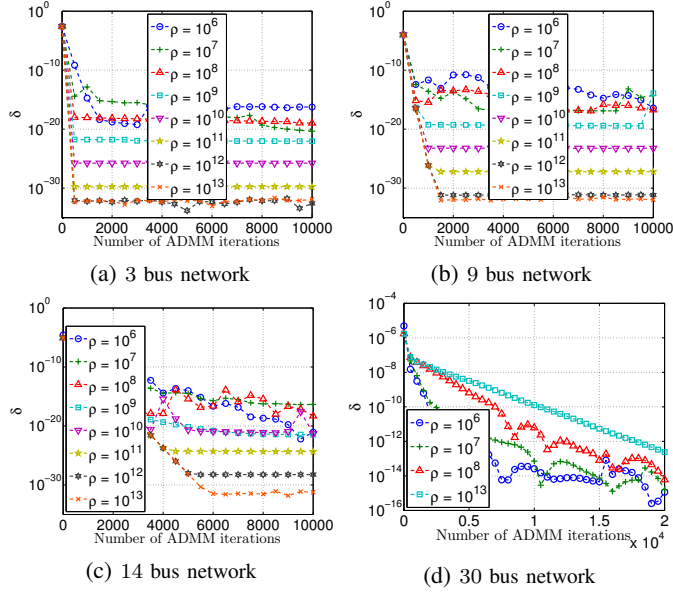 10^0
10^-10
10^-20
10^-30
δ
ρ = 10^6
ρ = 10^7
ρ = 10^8
ρ = 10^9
ρ = 10^10
ρ = 10^11
ρ = 10^12
ρ = 10^13
0 2000 4000 6000 8000 10000
Number of ADMM iterations
(a) 3 bus network
10^0
10^-10
10^-20
10^-30
δ
ρ = 10^6
ρ = 10^7
ρ = 10^8
ρ = 10^9
ρ = 10^10
ρ = 10^11
ρ = 10^12
ρ = 10^13
0 2000 4000 6000 8000 10000
Number of ADMM iterations
(b) 9 bus network
10^0
10^-10
10^-20
10^-30
δ
ρ = 10^6
ρ = 10^7
ρ = 10^8
ρ = 10^9
ρ = 10^10
ρ = 10^11
ρ = 10^12
ρ = 10^13
0 2000 4000 6000 8000 10000
Number of ADMM iterations
(c) 14 bus network
10^-4
10^-6
10^-8
10^-10
10^-12
10^-14
10^-16
δ
ρ = 10^6
ρ = 10^7
ρ = 10^8
ρ = 10^13
0 0.5 1 1.5 2
Number of ADMM iterations
x 10^4
(d) 30 bus network